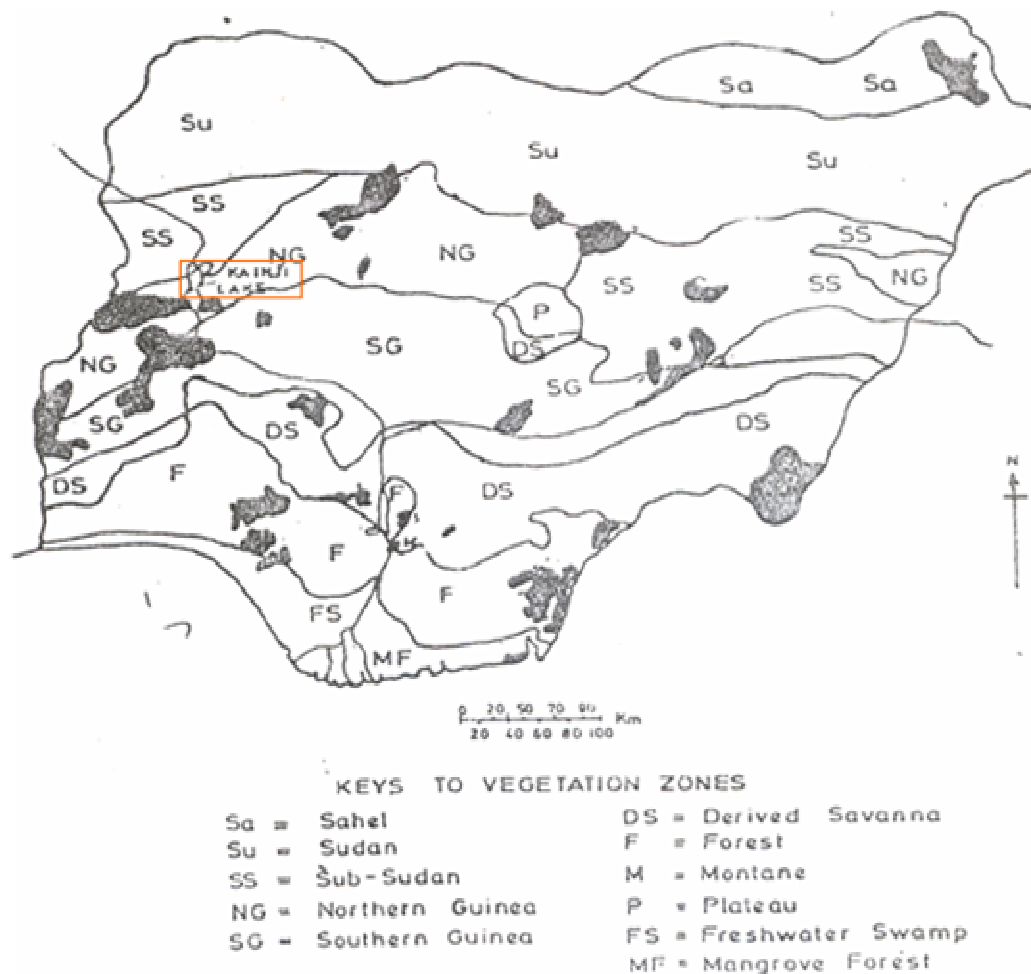 Sa
Sa
Su
Su
Su
SS
SS
SS
NG
NG
SS
SS
NG
KAINJI
LAKE
P
DS
NG
SG
SG
SG
DS
DS
F
DS
DS
F
F
F
FS
MF
N
0 20 50 70 90 Km
20 40 60 80 100
KEYS TO VEGETATION ZONES
Sa = Sahel
Su = Sudan
SS = Sub-Sudan
NG = Northern Guinea
SG = Southern Guinea
DS = Derived Savanna
F = Forest
M = Montane
P = Plateau
FS = Freshwater Swamp
MF = Mangrove Forest